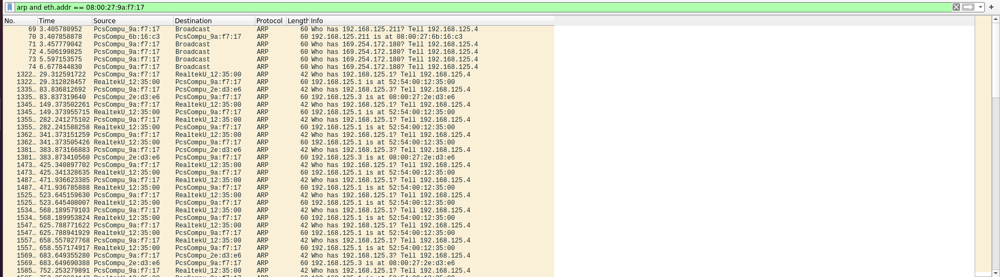 arp and eth.addr == 08:00:27:9a:f7:17
No. Time Source Destination Protocol Length Info
69 3.405780952 PcsCompu_9a:f7:17 Broadcast ARP 60 Who has 192.168.125.211? Tell 192.168.125.4
70 3.407858878 PcsCompu_6b:16:c3 PcsCompu_9a:f7:17 ARP 60 192.168.125.211 is at 08:00:27:6b:16:c3
71 3.457779042 PcsCompu_9a:f7:17 Broadcast ARP 60 Who has 169.254.172.180? Tell 192.168.125.4
72 4.506199825 PcsCompu_9a:f7:17 Broadcast ARP 60 Who has 169.254.172.180? Tell 192.168.125.4
73 5.597153575 PcsCompu_9a:f7:17 Broadcast ARP 60 Who has 169.254.172.180? Tell 192.168.125.4
74 6.677844830 PcsCompu_9a:f7:17 Broadcast ARP 60 Who has 169.254.172.180? Tell 192.168.125.4
1322… 29.312591722 PcsCompu_9a:f7:17 RealtekU_12:35:00 ARP 42 Who has 192.168.125.1? Tell 192.168.125.4
1322… 29.312828457 RealtekU_12:35:00 PcsCompu_9a:f7:17 ARP 60 192.168.125.1 is at 52:54:00:12:35:00
1335… 83.836812692 PcsCompu_9a:f7:17 PcsCompu_2e:d3:e6 ARP 42 Who has 192.168.125.3? Tell 192.168.125.4
1335… 83.837319640 PcsCompu_2e:d3:e6 PcsCompu_9a:f7:17 ARP 60 192.168.125.3 is at 08:00:27:2e:d3:e6
1345… 149.373502261 PcsCompu_9a:f7:17 RealtekU_12:35:00 ARP 42 Who has 192.168.125.1? Tell 192.168.125.4
1345… 149.373955715 RealtekU_12:35:00 PcsCompu_9a:f7:17 ARP 60 192.168.125.1 is at 52:54:00:12:35:00
1355… 282.241275102 PcsCompu_9a:f7:17 RealtekU_12:35:00 ARP 42 Who has 192.168.125.1? Tell 192.168.125.4
1355… 282.241588258 RealtekU_12:35:00 PcsCompu_9a:f7:17 ARP 60 192.168.125.1 is at 52:54:00:12:35:00
1362… 341.373151259 PcsCompu_9a:f7:17 RealtekU_12:35:00 ARP 42 Who has 192.168.125.1? Tell 192.168.125.4
1362… 341.373505426 RealtekU_12:35:00 PcsCompu_9a:f7:17 ARP 60 192.168.125.1 is at 52:54:00:12:35:00
1381… 383.873166883 PcsCompu_9a:f7:17 PcsCompu_2e:d3:e6 ARP 42 Who has 192.168.125.3? Tell 192.168.125.4
1381… 383.873410560 PcsCompu_2e:d3:e6 PcsCompu_9a:f7:17 ARP 60 192.168.125.3 is at 08:00:27:2e:d3:e6
1473… 425.340897702 PcsCompu_9a:f7:17 RealtekU_12:35:00 ARP 42 Who has 192.168.125.1? Tell 192.168.125.4
1473… 425.341328635 RealtekU_12:35:00 PcsCompu_9a:f7:17 ARP 60 192.168.125.1 is at 52:54:00:12:35:00
1487… 471.936623385 PcsCompu_9a:f7:17 RealtekU_12:35:00 ARP 42 Who has 192.168.125.1? Tell 192.168.125.4
1487… 471.936785888 RealtekU_12:35:00 PcsCompu_9a:f7:17 ARP 60 192.168.125.1 is at 52:54:00:12:35:00
1525… 523.645159630 PcsCompu_9a:f7:17 RealtekU_12:35:00 ARP 42 Who has 192.168.125.1? Tell 192.168.125.4
1525… 523.645408007 RealtekU_12:35:00 PcsCompu_9a:f7:17 ARP 60 192.168.125.1 is at 52:54:00:12:35:00
1534… 568.189579103 PcsCompu_9a:f7:17 RealtekU_12:35:00 ARP 42 Who has 192.168.125.1? Tell 192.168.125.4
1534… 568.189953824 RealtekU_12:35:00 PcsCompu_9a:f7:17 ARP 60 192.168.125.1 is at 52:54:00:12:35:00
1547… 625.788771622 PcsCompu_9a:f7:17 RealtekU_12:35:00 ARP 42 Who has 192.168.125.1? Tell 192.168.125.4
1547… 625.788941929 RealtekU_12:35:00 PcsCompu_9a:f7:17 ARP 60 192.168.125.1 is at 52:54:00:12:35:00
1557… 658.557027768 PcsCompu_9a:f7:17 RealtekU_12:35:00 ARP 42 Who has 192.168.125.1? Tell 192.168.125.4
1557… 658.557174917 RealtekU_12:35:00 PcsCompu_9a:f7:17 ARP 60 192.168.125.1 is at 52:54:00:12:35:00
1569… 683.649355280 PcsCompu_9a:f7:17 PcsCompu_2e:d3:e6 ARP 42 Who has 192.168.125.3? Tell 192.168.125.4
1569… 683.649690388 PcsCompu_2e:d3:e6 PcsCompu_9a:f7:17 ARP 60 192.168.125.3 is at 08:00:27:2e:d3:e6
1585… 752.253279891 PcsCompu_9a:f7:17 RealtekU_12:35:00 ARP 42 Who has 192.168.125.1? Tell 192.168.125.4